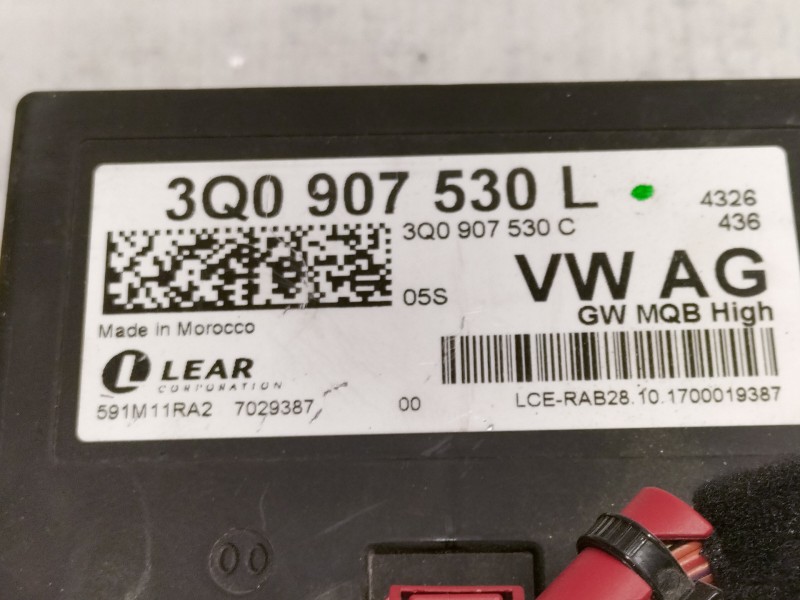 3Q0 907 530 L
4326
3Q0 907 530 C
436
VW AG
05S
GW MQB High
Made in Morocco
LEAR
CORPORATION
591M11RA2 7029387 00
LCE-RAB28.10.1700019387
00